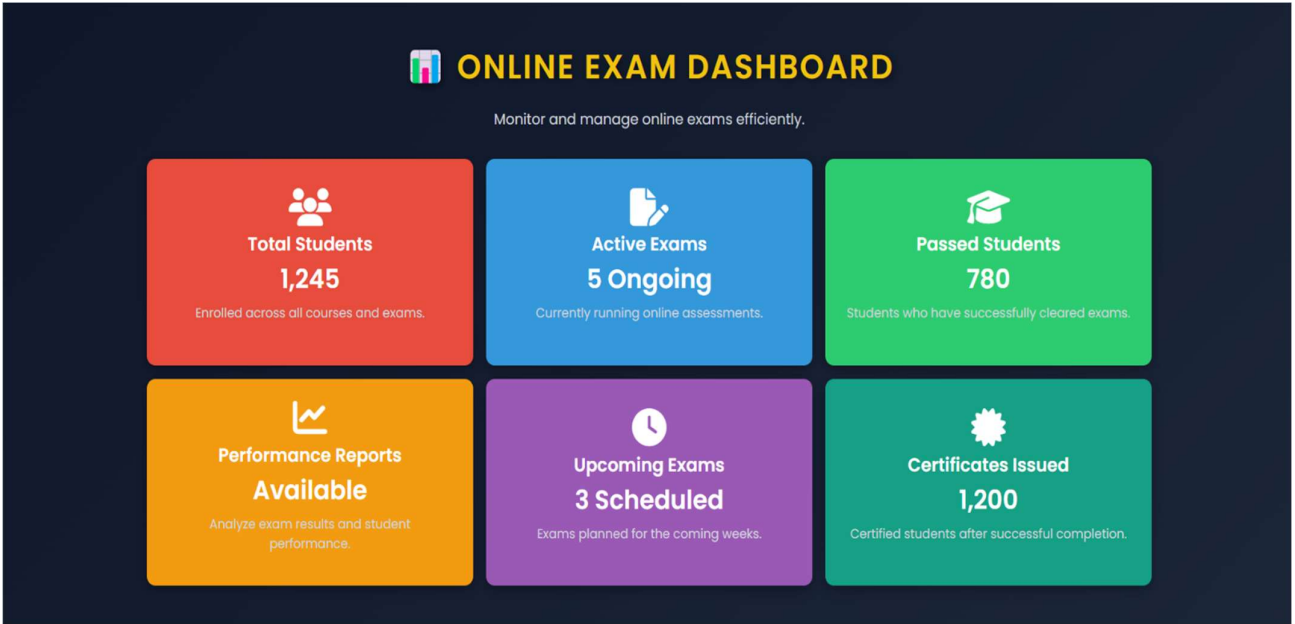 ONLINE EXAM DASHBOARD
Monitor and manage online exams efficiently.
Total Students
1,245
Enrolled across all courses and exams.
Active Exams
5 Ongoing
Currently running online assessments.
Passed Students
780
Students who have successfully cleared exams.
Performance Reports
Available
Analyze exam results and student
performance.
Upcoming Exams
3 Scheduled
Exams planned for the coming weeks.
Certificates Issued
1,200
Certified students after successful completion.